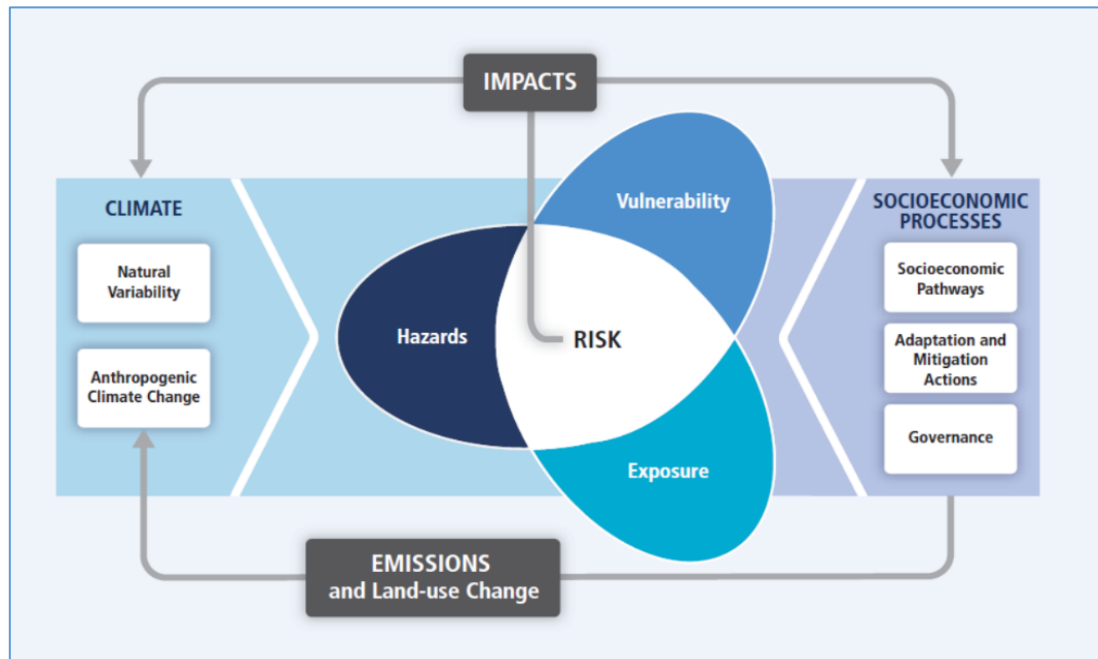 IMPACTS
CLIMATE
Natural
Variability
Anthropogenic
Climate Change
Vulnerability
Hazards
RISK
Exposure
SOCIOECONOMIC
PROCESSES
Socioeconomic
Pathways
Adaptation and
Mitigation
Actions
Governance
EMISSIONS
and Land-use Change